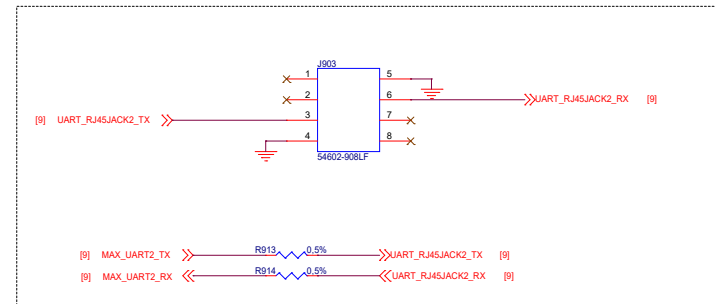 J903
1 5
2 6 UART_RJ45JACK2_RX [9]
[9] UART_RJ45JACK2_TX 3 7
4 8
54602-908LF
[9] MAX_UART2_TX R913 0,5% UART_RJ45JACK2_TX [9]
[9] MAX_UART2_RX R914 0,5% UART_RJ45JACK2_RX [9]